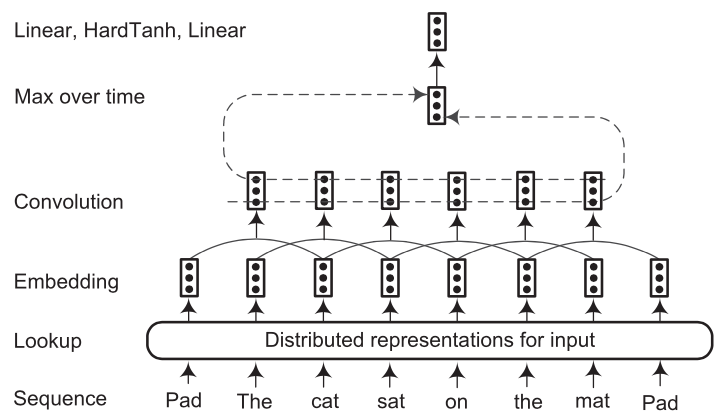 Linear, HardTanh, Linear
Max over time
Convolution
Embedding
Lookup Distributed representations for input
Sequence Pad The cat sat on the mat Pad